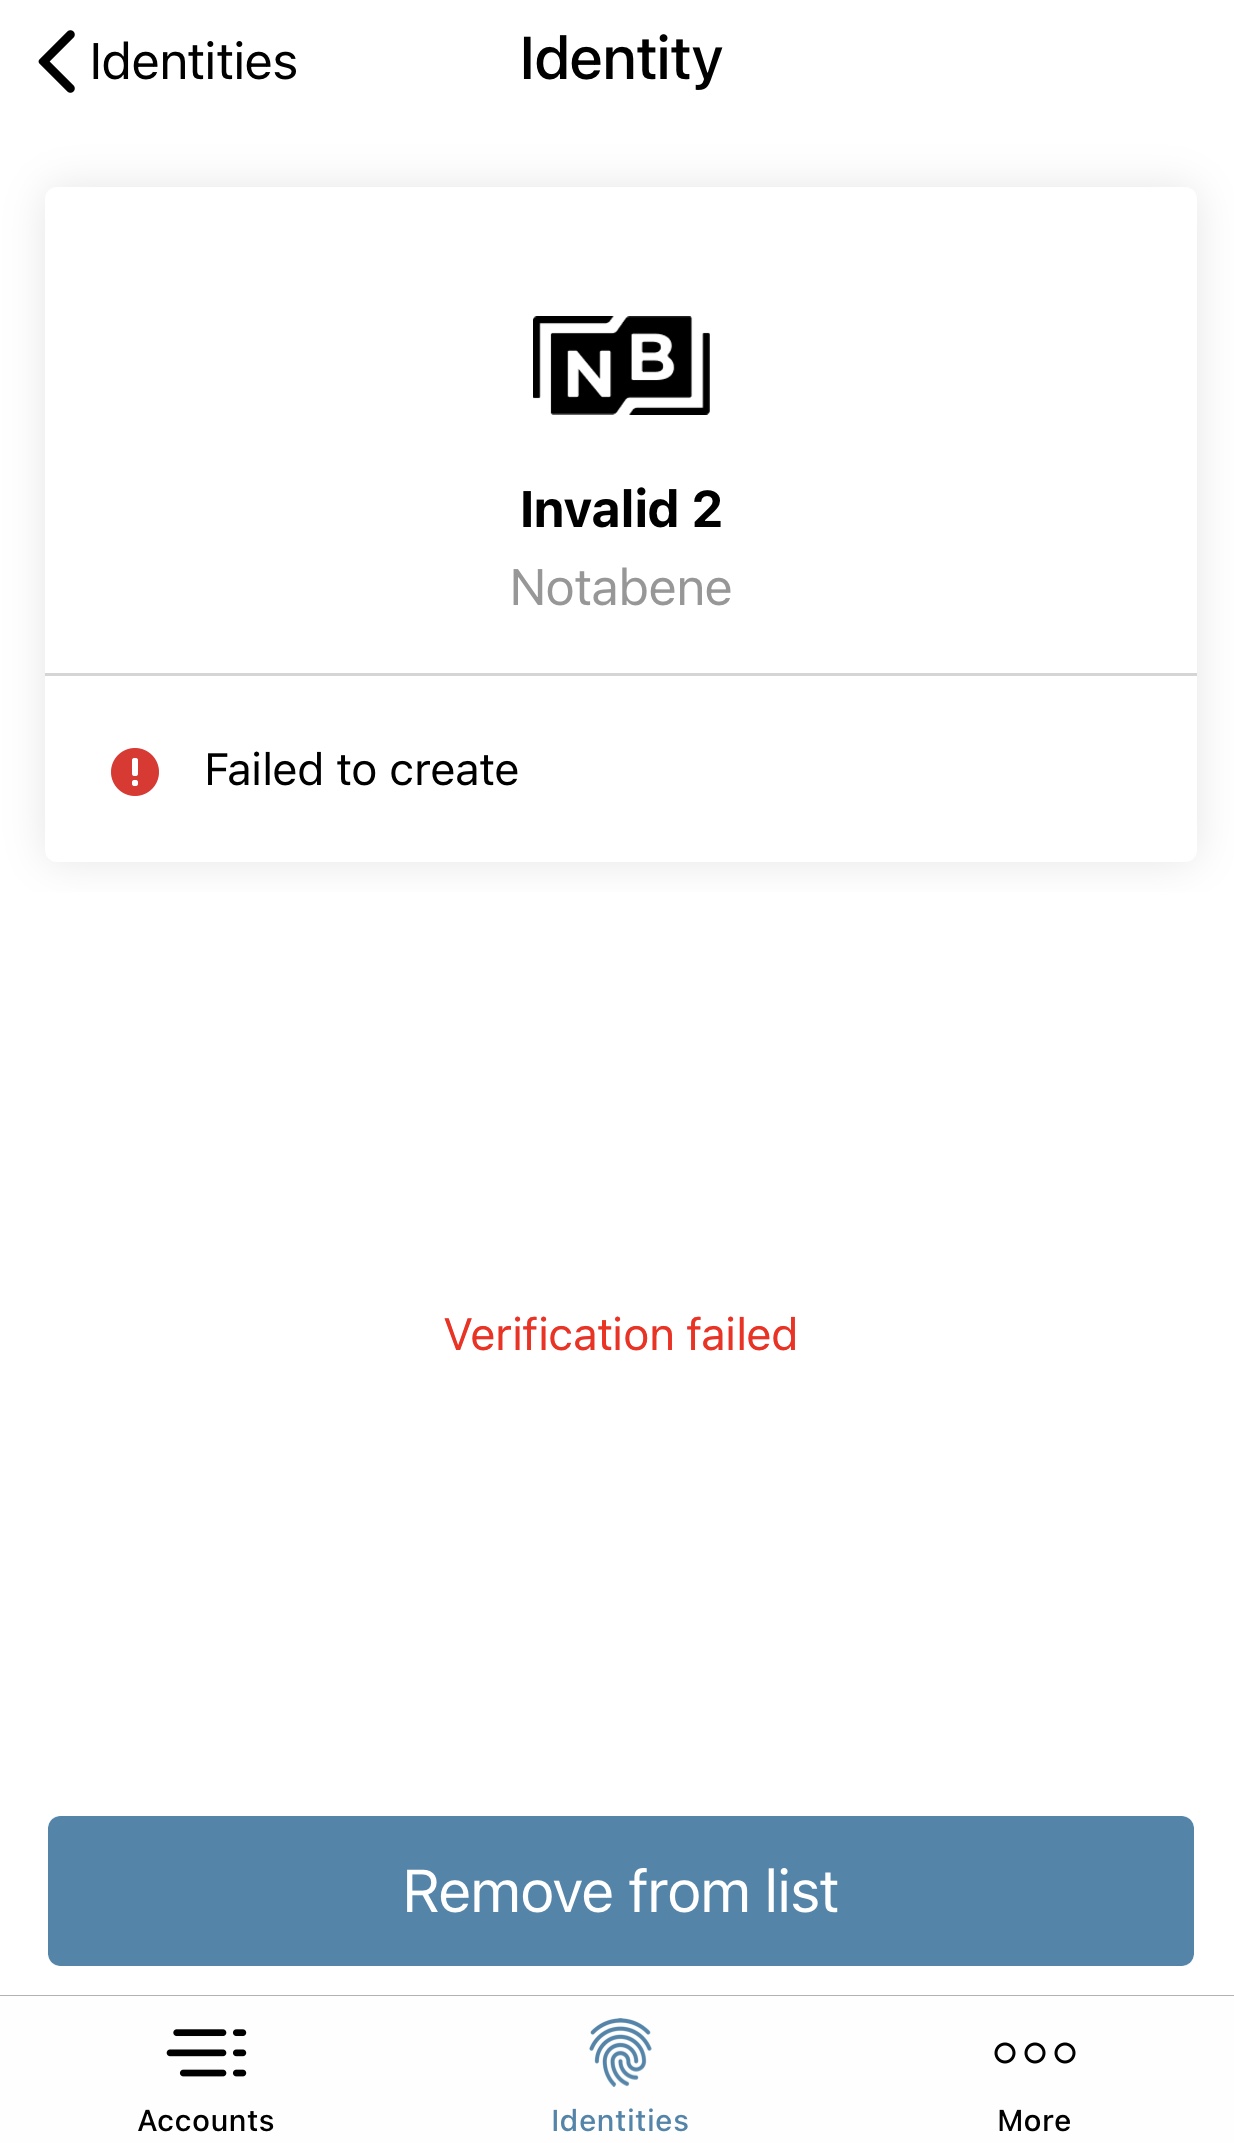 Identities
Identity
NB
Invalid 2
Notabene
Failed to create
Verification failed
Remove from list
Accounts
Identities
More